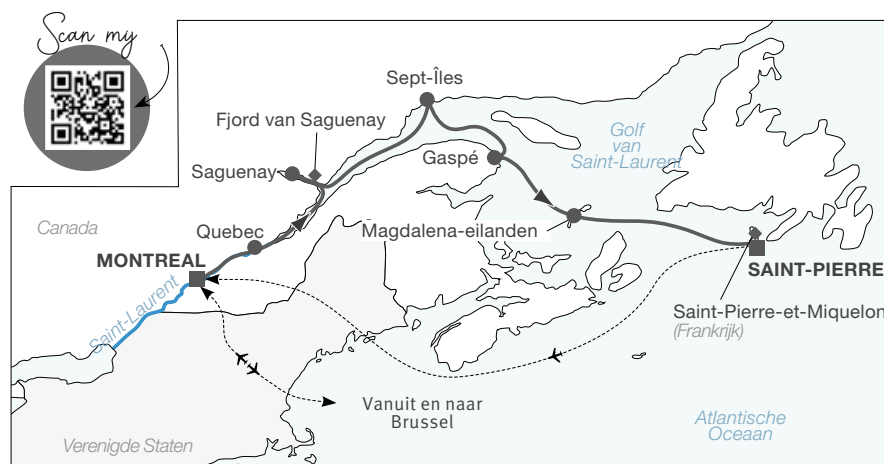 Scan my
Sept-Îles
Fjord van Saguenay
Golf
van
Saint-Laurent
Saguenay
Gaspé
Canada
Quebec
Magdalena-eilanden
MONTREAL
SAINT-PIERRE
Saint-Laurent
Saint-Pierre-et-Miquelon
(Frankrijk)
Vanuit en naar
Brussel
Atlantische
Oceaan
Verenigde Staten